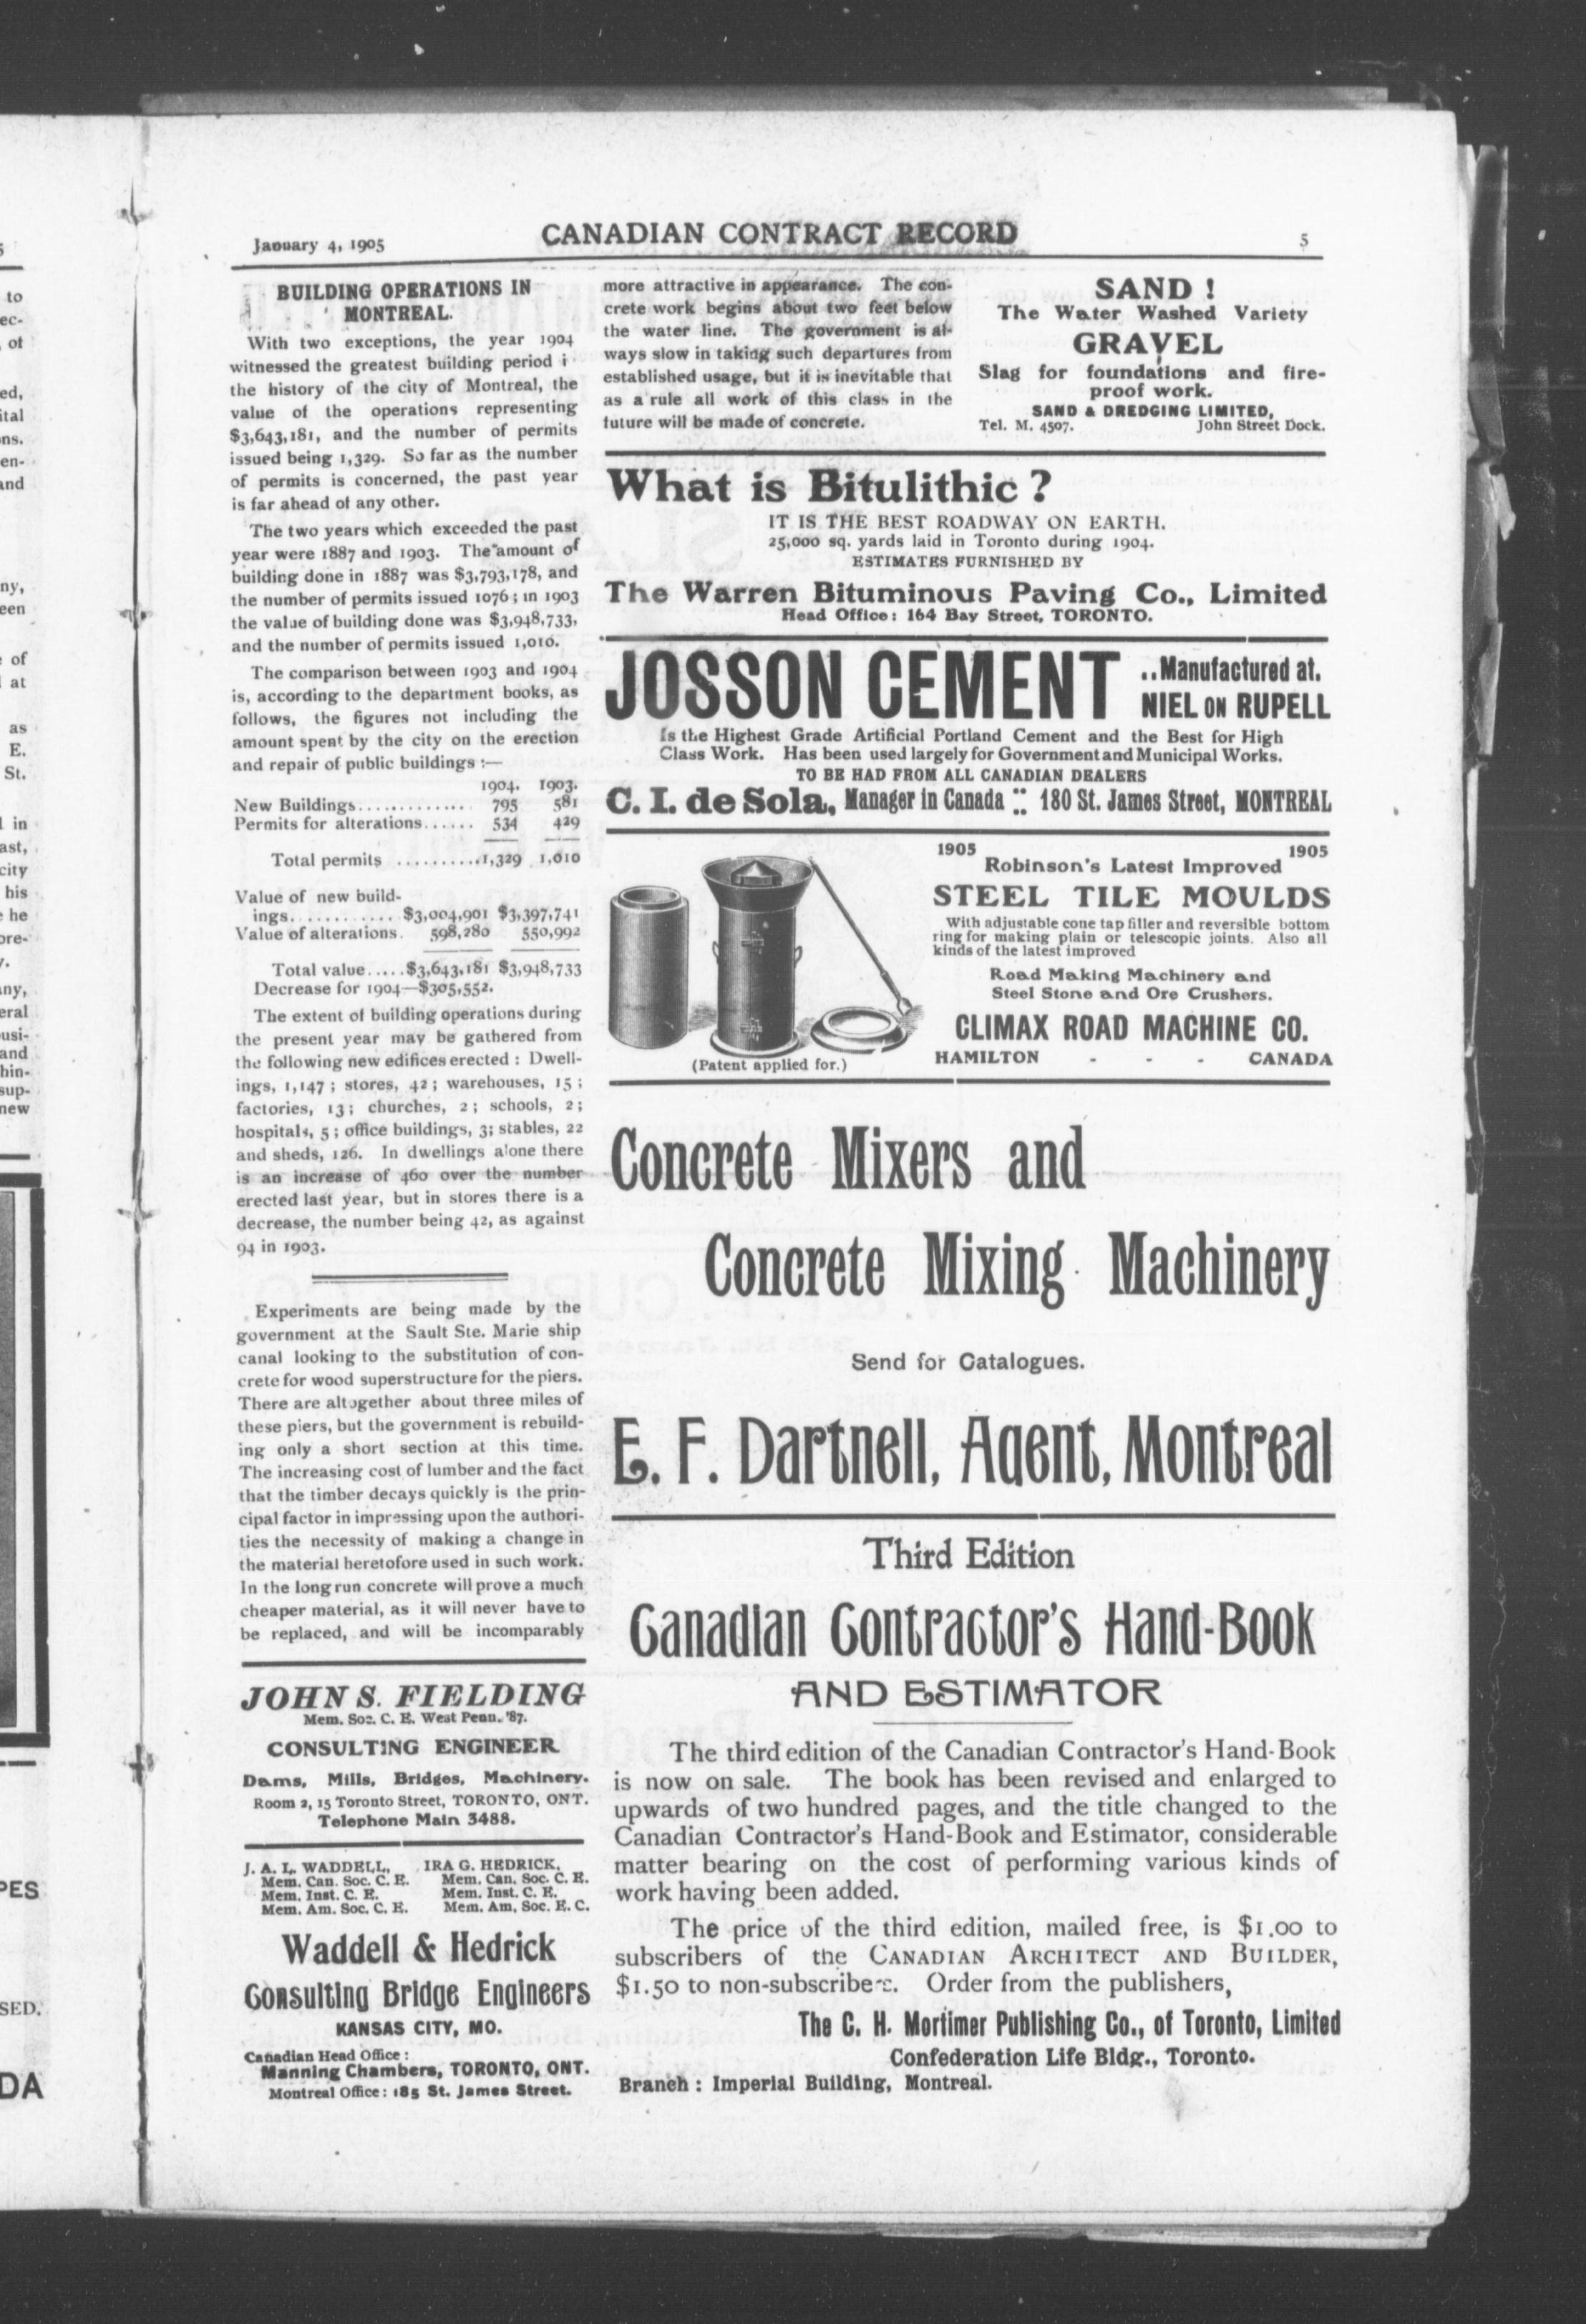 January 4, 1905
CANADIAN CONTRACT RECORD
5
BUILDING OPERATIONS IN
MONTREAL.
With two exceptions, the year 1904
witnessed the greatest building period i
the history of the city of Montreal, the
value of the operations representing
$3,643,181, and the number of permits
issued being 1,329. So far as the number
of permits is concerned, the past year
is far ahead of any other.
The two years which exceeded the past
year were 1887 and 1903. The amount of
building done in 1887 was $3,793,178, and
the number of permits issued 1076; in 1903
the value of building done was $3,948,733,
and the number of permits issued 1,010.
The comparison between 1903 and 1904
is, according to the department books, as
follows, the figures not including the
amount spent by the city on the erection
and repair of public buildings :—
1904. 1903.
New Buildings............. 795 581
Permits for alterations...... 534 429
Total permits ..........1,329 1,010
Value of new build-
ings............ $3,004,901 $3,397,741
Value of alterations. 598,280 550,992
Total value.....$3,643,181 $3,948,733
Decrease for 1904—$305,552.
The extent of building operations during
the present year may be gathered from
the following new edifices erected : Dwell-
ings, 1,147 ; stores, 42 ; warehouses, 15 ;
factories, 13; churches, 2 ; schools, 2;
hospitals, 5 ; office buildings, 3; stables, 22
and sheds, 126. In dwellings alone there
is an increase of 460 over the number
erected last year, but in stores there is a
decrease, the number being 42, as against
94 in 1903.
Experiments are being made by the
government at the Sault Ste. Marie ship
canal looking to the substitution of con-
crete for wood superstructure for the piers.
There are altogether about three miles of
these piers, but the government is rebuild-
ing only a short section at this time.
The increasing cost of lumber and the fact
that the timber decays quickly is the prin-
cipal factor in impressing upon the authori-
ties the necessity of making a change in
the material heretofore used in such work.
In the long run concrete will prove a much
cheaper material, as it will never have to
be replaced, and will be incomparably
JOHN S. FIELDING
Mem. Soc. C. E. West Penn. '87.
CONSULTING ENGINEER
Dams, Mills, Bridges, Machinery.
Room 2, 15 Toronto Street, TORONTO, ONT.
Telephone Main 3488.
J. A. L. WADDELL, IRA G. HEDRICK,
Mem. Can. Soc. C. E. Mem. Can. Soc. C. E.
Mem. Inst. C. E. Mem. Inst. C. E.
Mem. Am. Soc. C. E. Mem. Am, Soc. E. C.
Waddell & Hedrick
Consulting Bridge Engineers
KANSAS CITY, MO.
Canadian Head Office :
Manning Chambers, TORONTO, ONT.
Montreal Office : 185 St. James Street.
more attractive in appearance. The con-
crete work begins about two feet below
the water line. The government is al-
ways slow in taking such departures from
established usage, but it is inevitable that
as a rule all work of this class in the
future will be made of concrete.
SAND !
The Water Washed Variety
GRAVEL
Slag for foundations and fire-
proof work.
SAND & DREDGING LIMITED,
Tel. M. 4507. John Street Dock.
What is Bitulithic ?
IT IS THE BEST ROADWAY ON EARTH.
25,000 sq. yards laid in Toronto during 1904.
ESTIMATES FURNISHED BY
The Warren Bituminous Paving Co., Limited
Head Office: 164 Bay Street, TORONTO.
JOSSON CEMENT
..Manufactured at.
NIEL ON RUPELL
Is the Highest Grade Artificial Portland Cement and the Best for High
Class Work. Has been used largely for Government and Municipal Works.
TO BE HAD FROM ALL CANADIAN DEALERS
C. I. de Sola, Manager in Canada :: 180 St. James Street, MONTREAL
1905 1905
Robinson's Latest Improved
STEEL TILE MOULDS
With adjustable cone tap filler and reversible bottom
ring for making plain or telescopic joints. Also all
kinds of the latest improved
Road Making Machinery and
Steel Stone and Ore Crushers.
CLIMAX ROAD MACHINE CO.
HAMILTON - - - CANADA
(Patent applied for.)
Concrete Mixers and
Concrete Mixing Machinery
Send for Catalogues.
E. F. Dartnell, Agent, Montreal
Third Edition
Canadian Contractor's Hand-Book
AND ESTIMATOR
The third edition of the Canadian Contractor's Hand-Book
is now on sale. The book has been revised and enlarged to
upwards of two hundred pages, and the title changed to the
Canadian Contractor's Hand-Book and Estimator, considerable
matter bearing on the cost of performing various kinds of
work having been added.
The price of the third edition, mailed free, is $1.00 to
subscribers of the CANADIAN ARCHITECT AND BUILDER,
$1.50 to non-subscribers. Order from the publishers,
The C. H. Mortimer Publishing Co., of Toronto, Limited
Confederation Life Bldg., Toronto.
Branch : Imperial Building, Montreal.